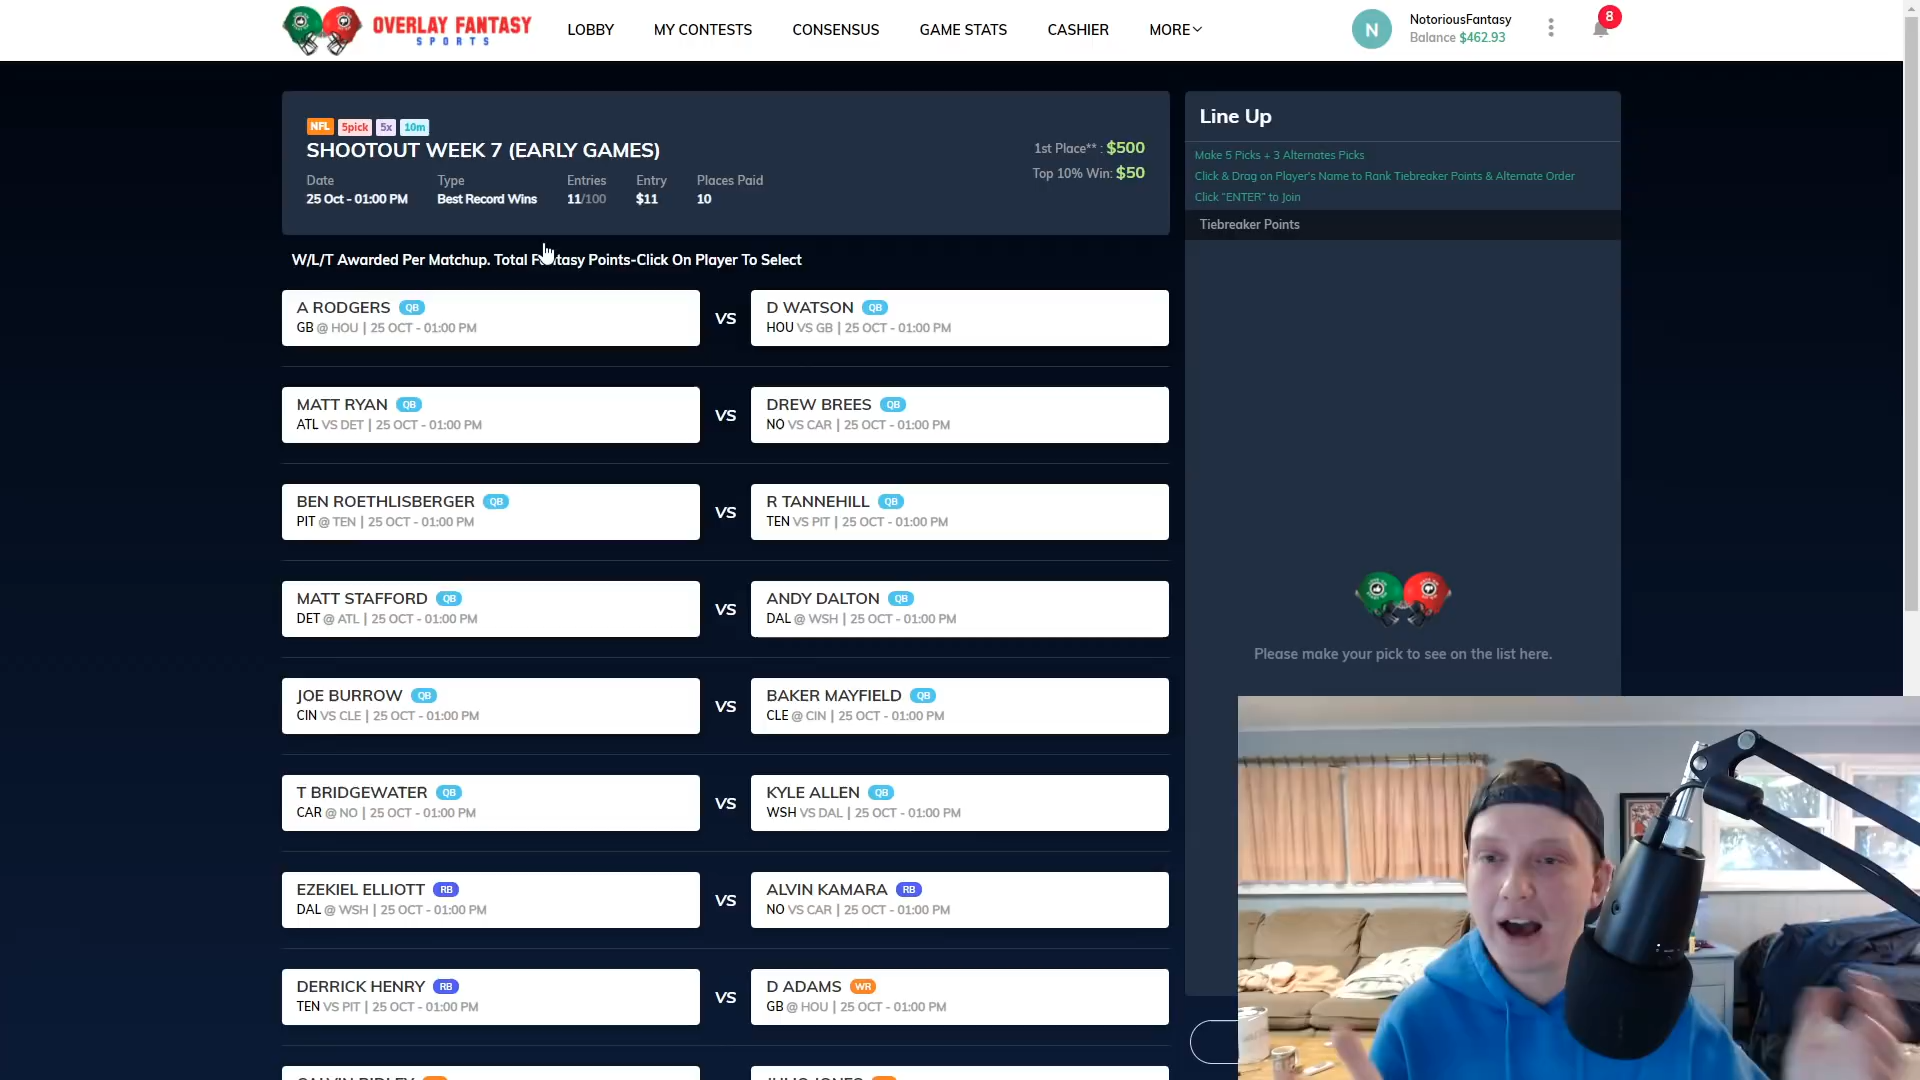 OVERLAY FANTASY
SPORTS
LOBBY
MY CONTESTS
CONSENSUS
GAME STATS
CASHIER
MORE
N
NotoriousFantasy
Balance $462.93
8
NFL 5pick 5x 10m
SHOOTOUT WEEK 7 (EARLY GAMES)
1st Place** : $500
Top 10% Win: $50
Date Type Entries Entry Places Paid
25 Oct - 01:00 PM Best Record Wins 11/100 $11 10
Line Up
Make 5 Picks + 3 Alternates Picks
Click & Drag on Player's Name to Rank Tiebreaker Points & Alternate Order
Click "ENTER" to Join
Tiebreaker Points
W/L/T Awarded Per Matchup. Total Fantasy Points-Click On Player To Select
A RODGERS QB
GB @ HOU | 25 OCT - 01:00 PM
VS
D WATSON QB
HOU VS GB | 25 OCT - 01:00 PM
MATT RYAN QB
ATL VS DET | 25 OCT - 01:00 PM
VS
DREW BREES QB
NO VS CAR | 25 OCT - 01:00 PM
BEN ROETHLISBERGER QB
PIT @ TEN | 25 OCT - 01:00 PM
VS
R TANNEHILL QB
TEN VS PIT | 25 OCT - 01:00 PM
MATT STAFFORD QB
DET @ ATL | 25 OCT - 01:00 PM
VS
ANDY DALTON QB
DAL @ WSH | 25 OCT - 01:00 PM
JOE BURROW QB
CIN VS CLE | 25 OCT - 01:00 PM
VS
BAKER MAYFIELD QB
CLE @ CIN | 25 OCT - 01:00 PM
T BRIDGEWATER QB
CAR @ NO | 25 OCT - 01:00 PM
VS
KYLE ALLEN QB
WSH VS DAL | 25 OCT - 01:00 PM
EZEKIEL ELLIOTT RB
DAL @ WSH | 25 OCT - 01:00 PM
VS
ALVIN KAMARA RB
NO VS CAR | 25 OCT - 01:00 PM
DERRICK HENRY RB
TEN VS PIT | 25 OCT - 01:00 PM
VS
D ADAMS WR
GB @ HOU | 25 OCT - 01:00 PM
CALVIN RIDLEY
JULIO JONES
Please make your pick to see on the list here.